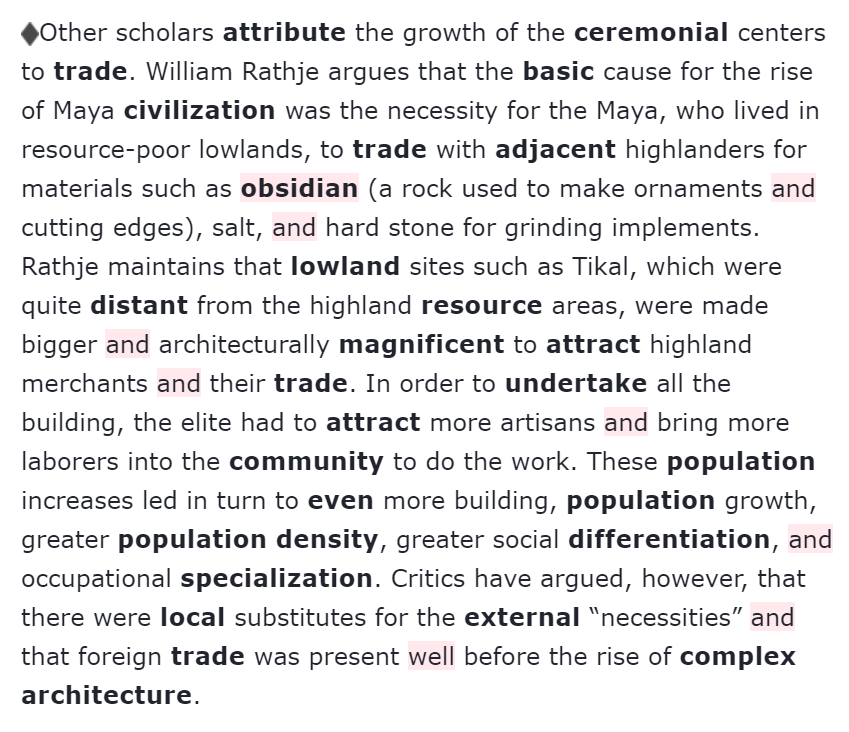 ♦Other scholars attribute the growth of the ceremonial centers
to trade. William Rathje argues that the basic cause for the rise
of Maya civilization was the necessity for the Maya, who lived in
resource-poor lowlands, to trade with adjacent highlanders for
materials such as obsidian (a rock used to make ornaments and
cutting edges), salt, and hard stone for grinding implements.
Rathje maintains that lowland sites such as Tikal, which were
quite distant from the highland resource areas, were made
bigger and architecturally magnificent to attract highland
merchants and their trade. In order to undertake all the
building, the elite had to attract more artisans and bring more
laborers into the community to do the work. These population
increases led in turn to even more building, population growth,
greater population density, greater social differentiation, and
occupational specialization. Critics have argued, however, that
there were local substitutes for the external “necessities” and
that foreign trade was present well before the rise of complex
architecture.